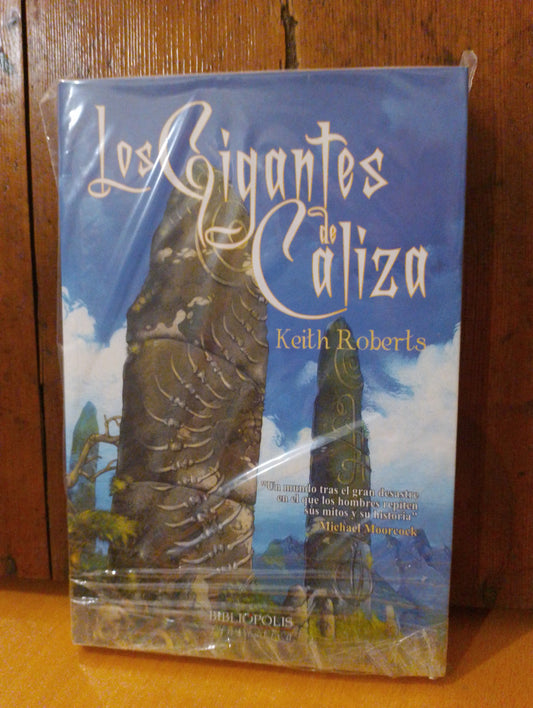 Los Gigantes
de
Caliza
Keith Roberts
"Un mundo tras el gran desastre
en el que los hombres repiten
sus mitos y su historia"
Michael Moorcock
BIBLIÓPOLIS